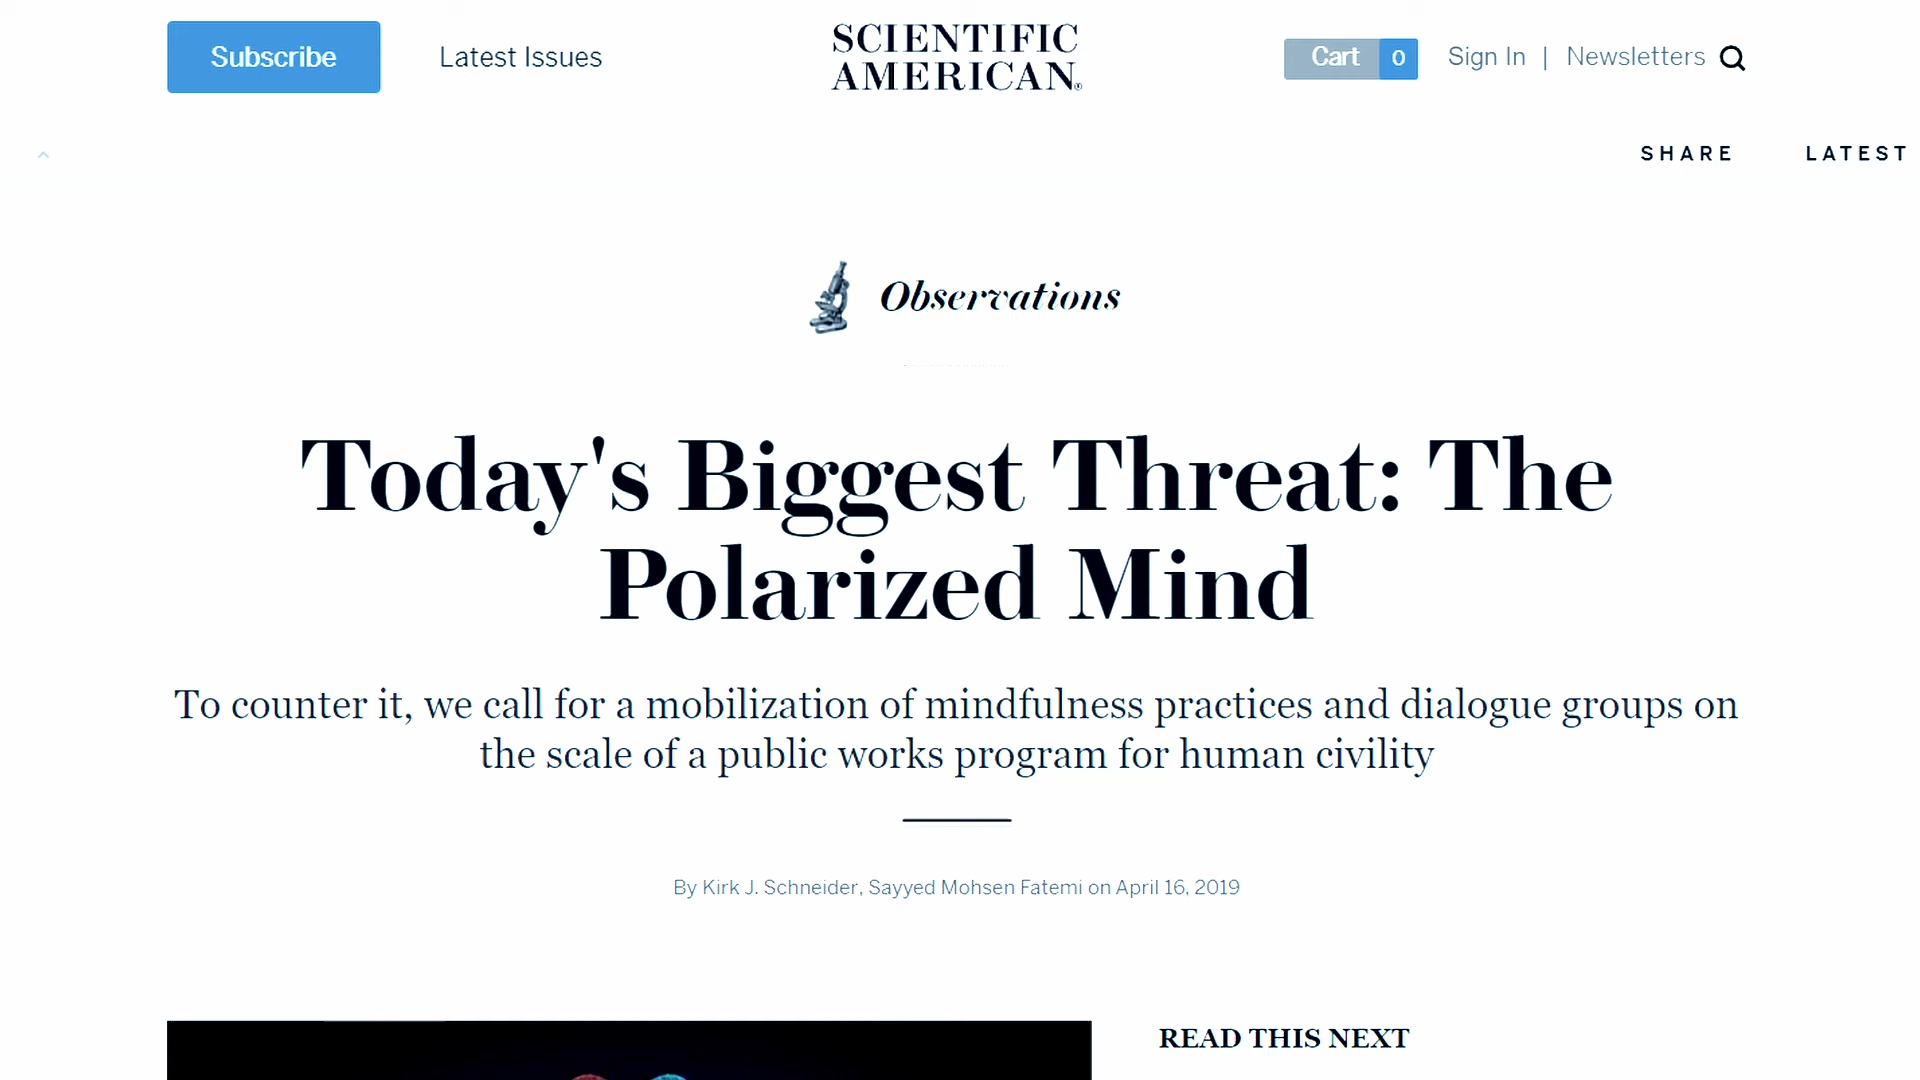 Subscribe
Latest Issues
SCIENTIFIC
AMERICAN®
Cart 0
Sign In | Newsletters
SHARE
LATEST
Observations
Today's Biggest Threat: The
Polarized Mind
To counter it, we call for a mobilization of mindfulness practices and dialogue groups on
the scale of a public works program for human civility
By Kirk J. Schneider, Sayyed Mohsen Fatemi on April 16, 2019
READ THIS NEXT